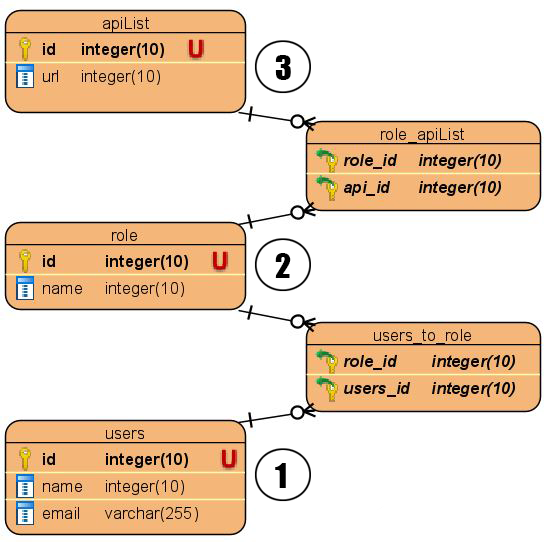 apiList
id integer(10) U
url integer(10)
3
role_apiList
role_id integer(10)
api_id integer(10)
role
id integer(10) U
name integer(10)
2
users_to_role
role_id integer(10)
users_id integer(10)
users
id integer(10) U
name integer(10)
email varchar(255)
1